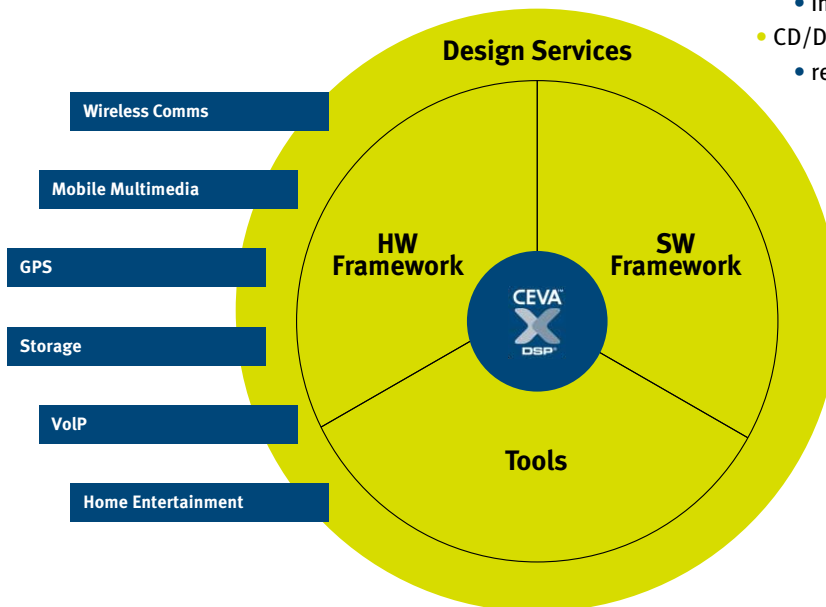 • CD/D
• re
Design Services
Wireless Comms
Mobile Multimedia
GPS
Storage
VoIP
Home Entertainment
HW
Framework
SW
Framework
CEVA™
X
DSP®
Tools